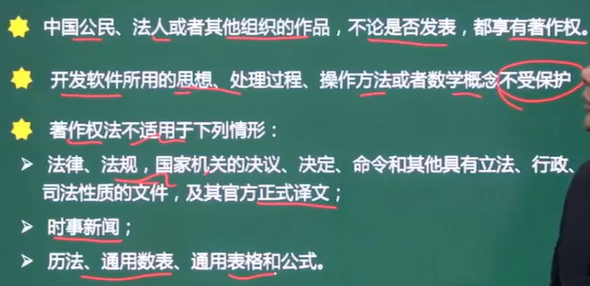 中国公民、法人或者其他组织的作品，不论是否发表，都享有著作权。
开发软件所用的思想、处理过程、操作方法或者数学概念不受保护
著作权法不适用于下列情形：
法律、法规，国家机关的决议、决定、命令和其他具有立法、行政、
司法性质的文件，及其官方正式译文；
时事新闻；
历法、通用数表、通用表格和公式。